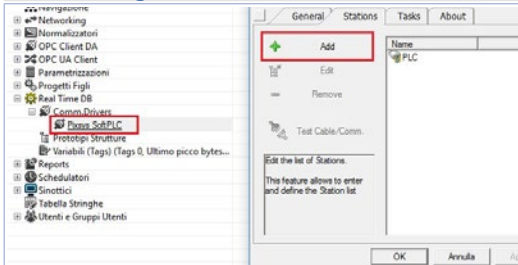 Navigazione
Networking
Normalizzatori
OPC Client DA
OPC UA Client
Parametrizzazioni
Progetti Figli
Real Time DB
Comm.Drivers
SoftPLC
Prototipi Strutture
Variabili (Tags) (Tags 0, Ultimo picco bytes...
Reports
Schedulatori
Sinottici
Tabella Stringhe
Utenti e Gruppi Utenti
General Stations Tasks About
Add
Edit
Remove
Test Cable/Comm.
Edit the list of Stations.
This feature allows to enter
and define the Station list
Name
PLC
OK Annulla